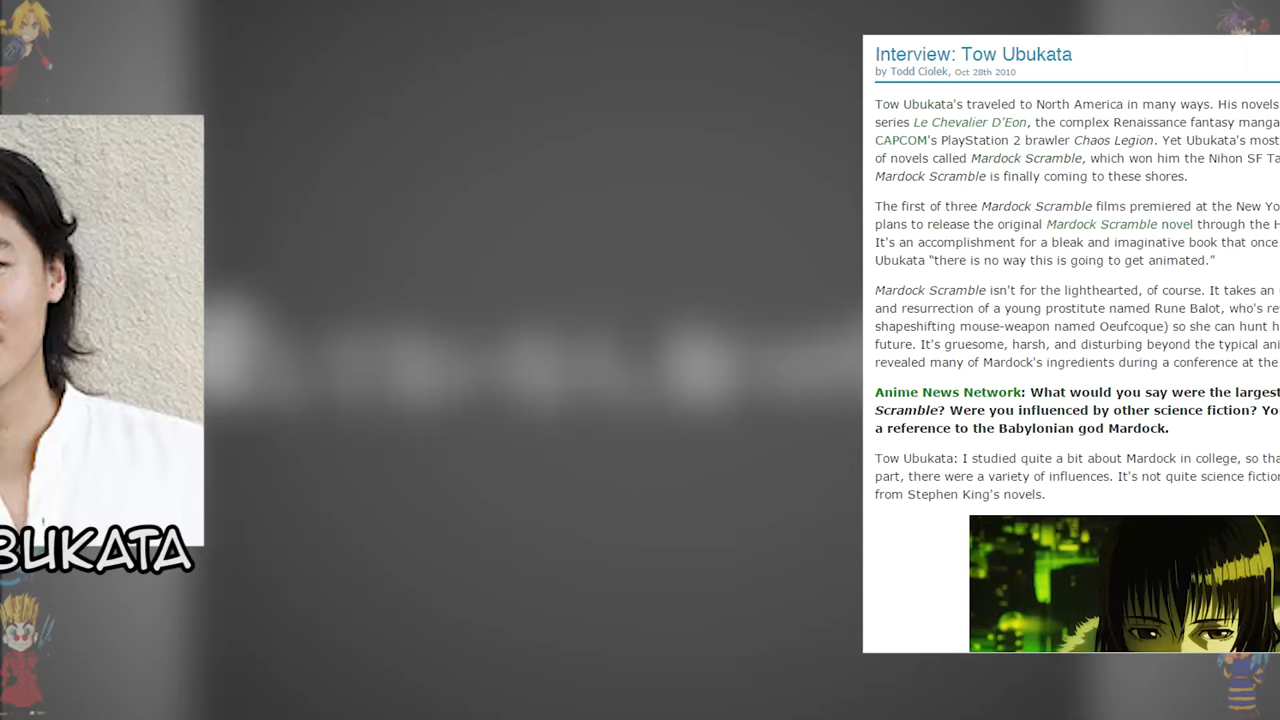 Interview: Tow Ubukata
by Todd Ciolek, Oct 28th 2010
Tow Ubukata's traveled to North America in many ways. His novels
series Le Chevalier D'Eon, the complex Renaissance fantasy manga
CAPCOM's PlayStation 2 brawler Chaos Legion. Yet Ubukata's most
of novels called Mardock Scramble, which won him the Nihon SF Ta
Mardock Scramble is finally coming to these shores.
The first of three Mardock Scramble films premiered at the New Yo
plans to release the original Mardock Scramble novel through the H
It's an accomplishment for a bleak and imaginative book that once
Ubukata “there is no way this is going to get animated.”
Mardock Scramble isn't for the lighthearted, of course. It takes an
and resurrection of a young prostitute named Rune Balot, who's re
shapeshifting mouse-weapon named Oeufcoque) so she can hunt h
future. It's gruesome, harsh, and disturbing beyond the typical ani
revealed many of Mardock's ingredients during a conference at the
Anime News Network: What would you say were the largest
Scramble? Were you influenced by other science fiction? Yo
a reference to the Babylonian god Mardock.
Tow Ubukata: I studied quite a bit about Mardock in college, so tha
part, there were a variety of influences. It's not quite science fiction
from Stephen King's novels.
BUKATA